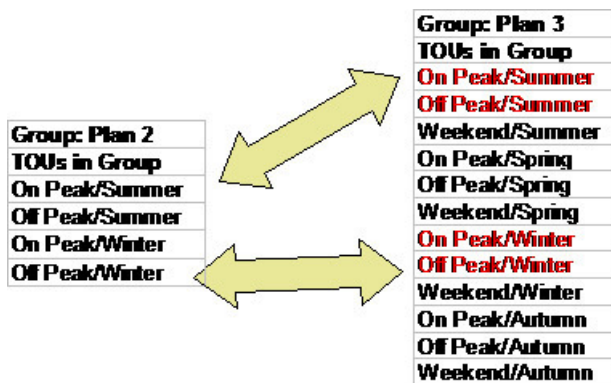 Group: Plan 2
TOUs in Group
On Peak/Summer
Off Peak/Summer
On Peak/Winter
Off Peak/Winter
Group: Plan 3
TOUs in Group
On Peak/Summer
Off Peak/Summer
Weekend/Summer
On Peak/Spring
Off Peak/Spring
Weekend/Spring
On Peak/Winter
Off Peak/Winter
Weekend/Winter
On Peak/Autumn
Off Peak/Autumn
Weekend/Autumn